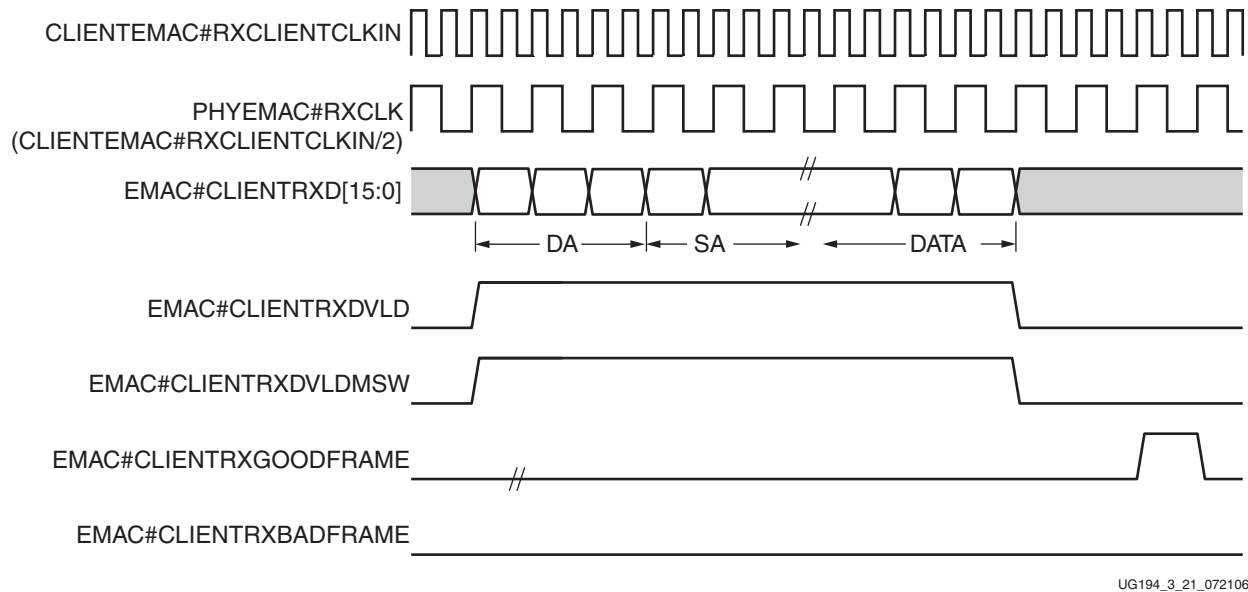 CLIENTEMAC#RXCLIENTCLKIN
PHYEMAC#RXCLK
(CLIENTEMAC#RXCLIENTCLKIN/2)
EMAC#CLIENTRXD[15:0]
DA SA DATA
EMAC#CLIENTRXDVLD
EMAC#CLIENTRXDVLDMSW
EMAC#CLIENTRXGOODFRAME
EMAC#CLIENTRXBADFRAME
UG194_3_21_072106